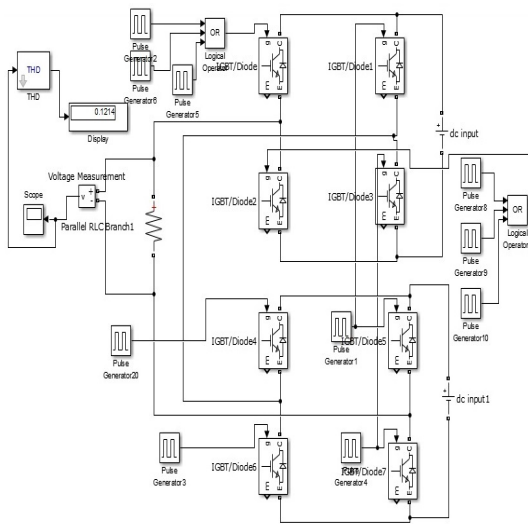 THD
THD
0.1214
Display
Pulse
Generator2
Pulse
Generator6
Pulse
Generator5
OR
Logical
Operator
g C
m E
IGBT/Diode
g C
m E
IGBT/Diode1
dc input
Voltage Measurement
+
-
v
Scope
Parallel RLC Branch1
g C
m E
IGBT/Diode2
g C
m E
IGBT/Diode3
Pulse
Generator8
Pulse
Generator9
Pulse
Generator10
OR
Logical
Operator
Pulse
Generator20
g C
m E
IGBT/Diode4
Pulse
Generator1
g C
m E
IGBT/Diode5
dc input1
Pulse
Generator3
g C
m E
IGBT/Diode6
Pulse
Generator4
g C
m E
IGBT/Diode7